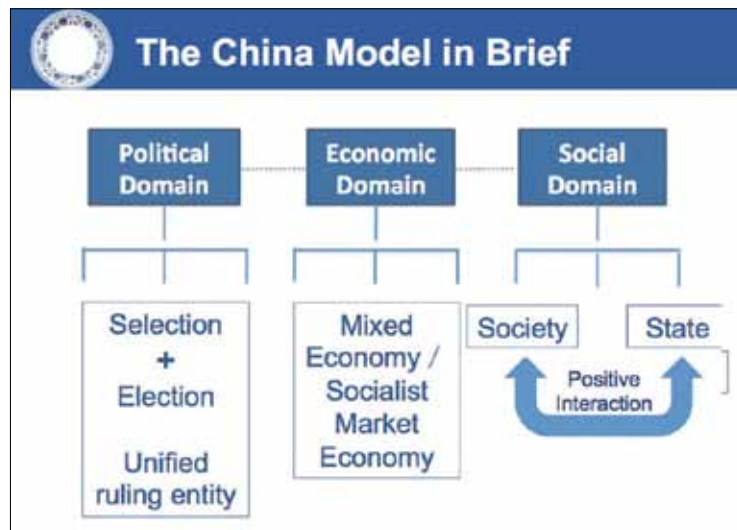 The China Model in Brief
Political
Domain
Economic
Domain
Social
Domain
Selection
+
Election
Unified
ruling entity
Mixed
Economy /
Socialist
Market
Economy
Society
State
Positive
Interaction